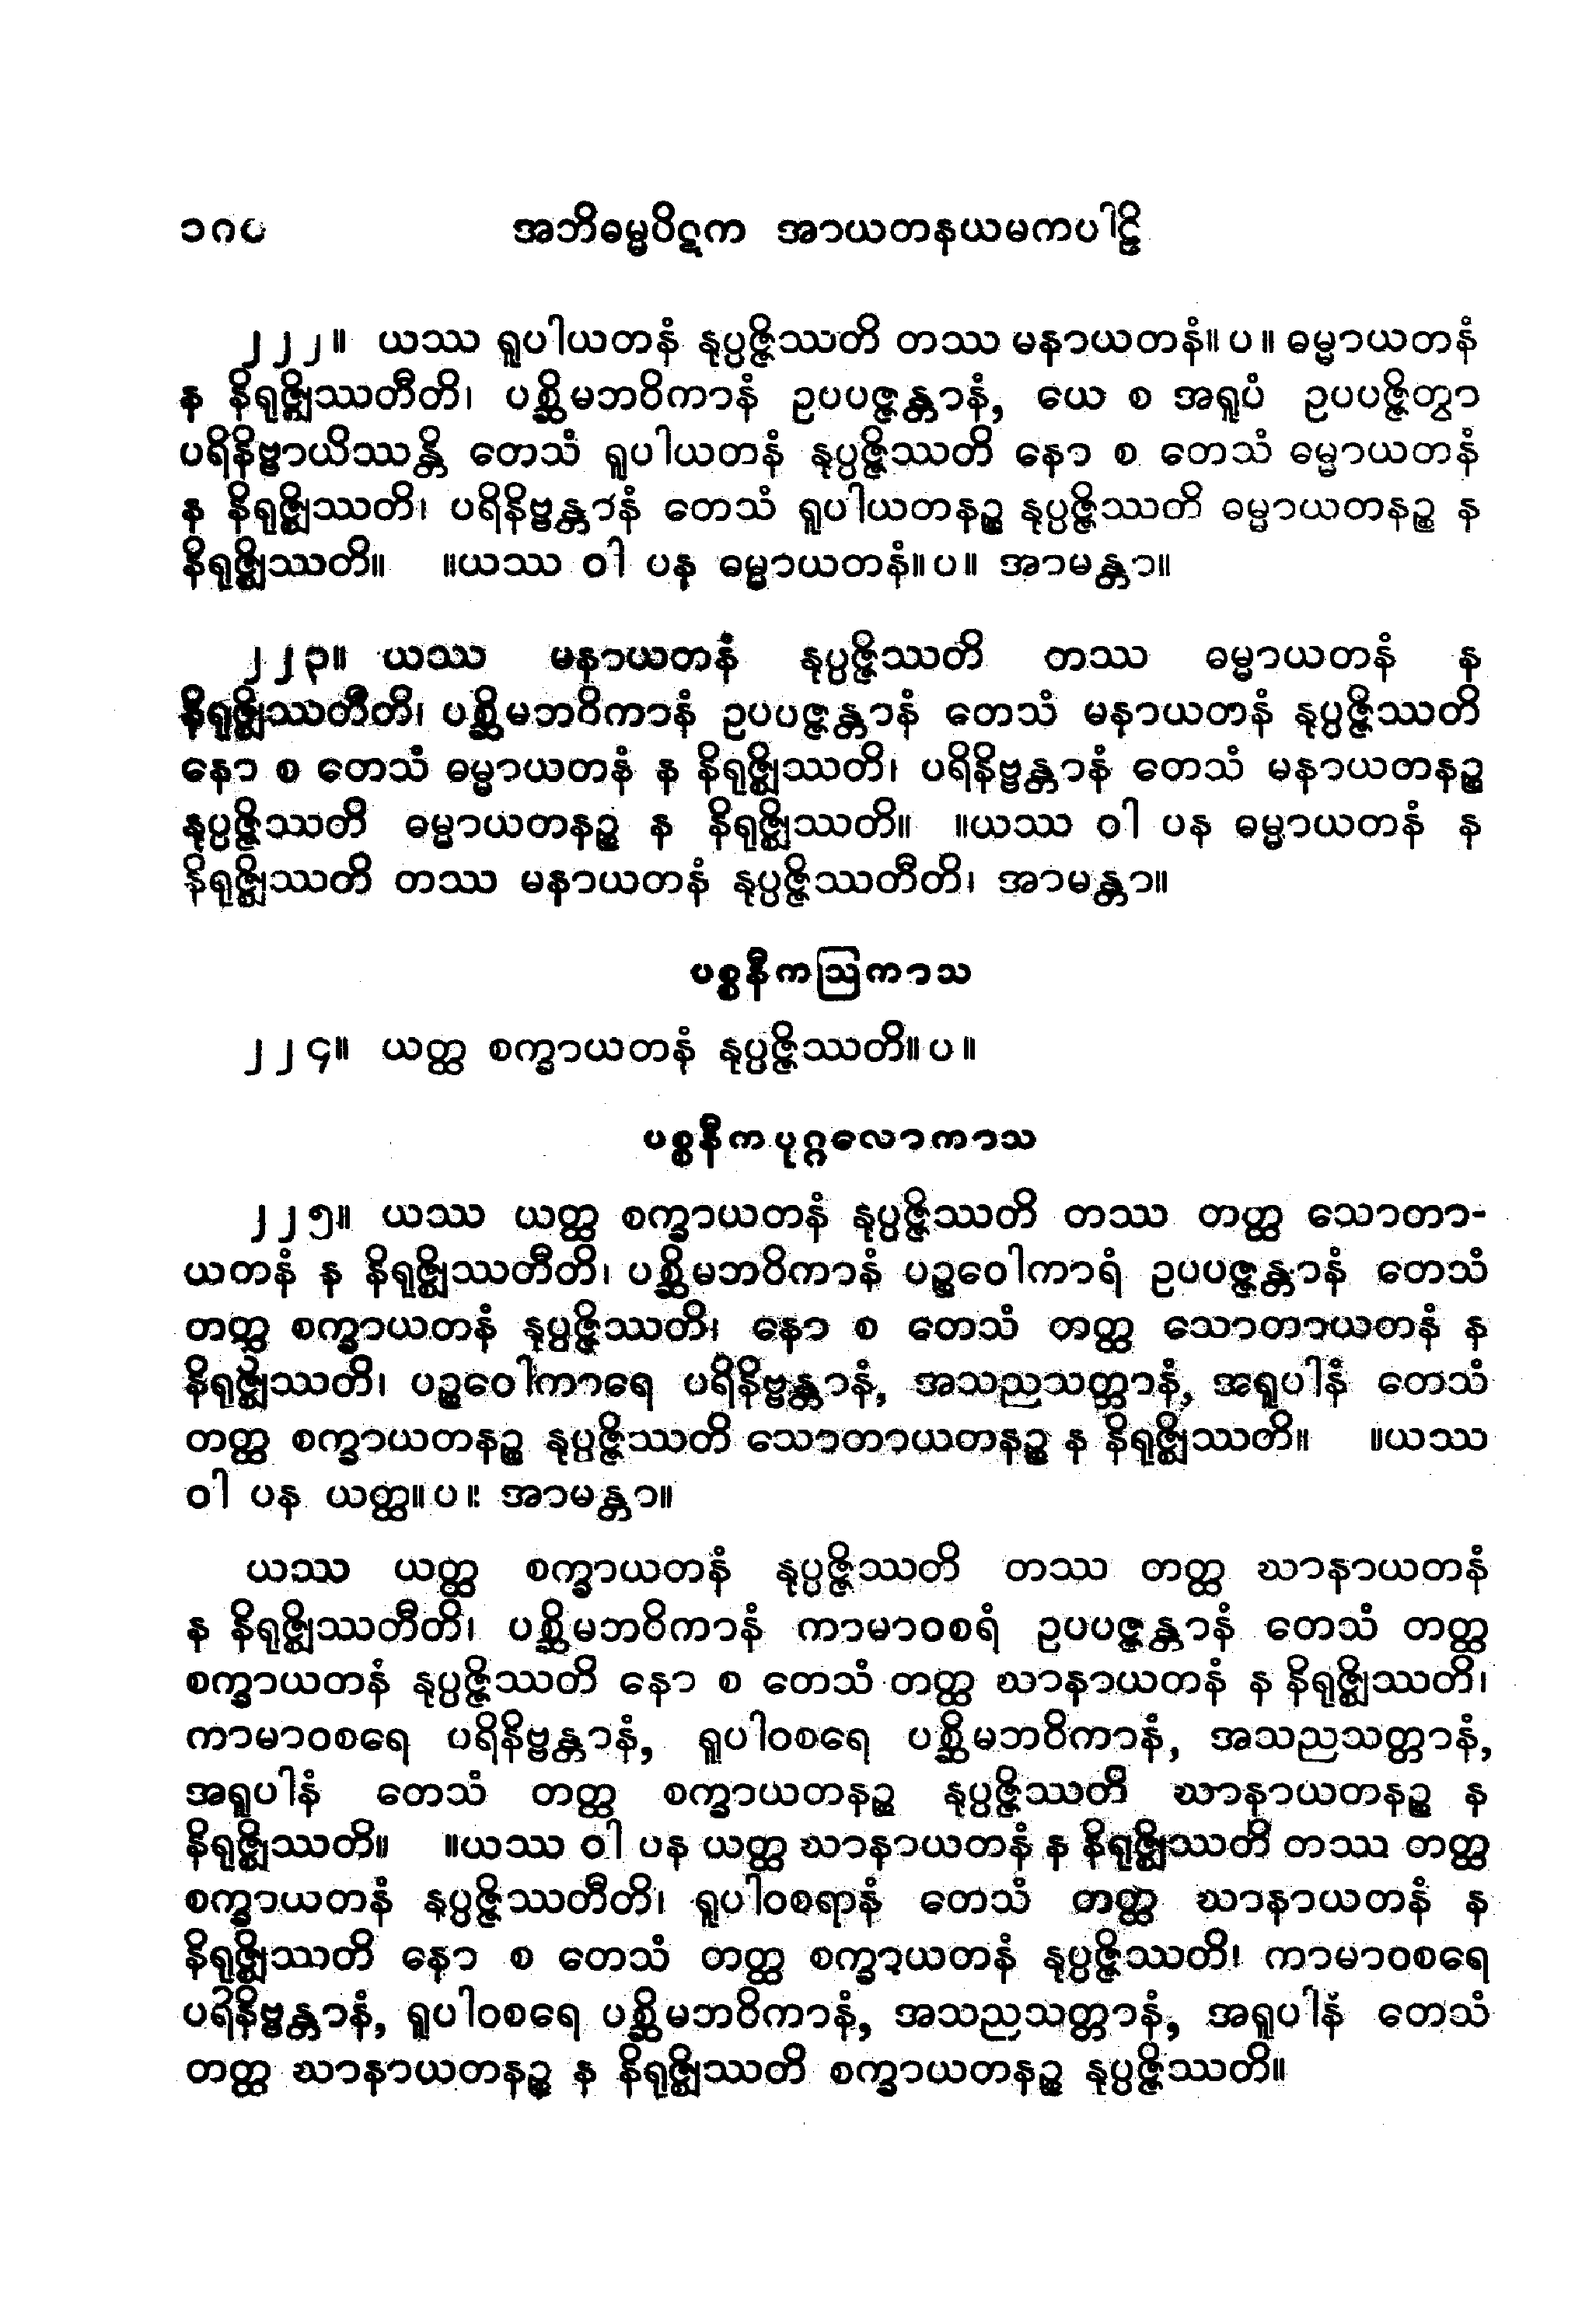 ၁၈၀ အဘိဓမ္မပိဋက အာယတနယမကပါဠိ
၂၂၂။ ယဿ ရူပါယတနံ နုပ္ပဇ္ဇိဿတိ တဿ မနာယတနံ။ပ။ ဓမ္မာယတနံ
န နိရုဇ္ဈိဿတီတိ၊ ပစ္ဆိမဘဝိကာနံ ဥပပဇ္ဇန္တာနံ, ယေ စ အရူပံ ဥပပဇ္ဇိတွာ
ပရိနိဗ္ဗာယိဿန္တိ တေသံ ရူပါယတနံ နုပ္ပဇ္ဇိဿတိ နော စ တေသံ ဓမ္မာယတနံ
န နိရုဇ္ဈိဿတိ၊ ပရိနိဗ္ဗန္တာနံ တေသံ ရူပါယတနဉ္စ နုပ္ပဇ္ဇိဿတိ ဓမ္မာယတနဉ္စ န
နိရုဇ္ဈိဿတိ။ ။ယဿ ဝါ ပန ဓမ္မာယတနံ။ပ။ အာမန္တာ။
၂၂၃။ ယဿ မနာယတနံ နုပ္ပဇ္ဇိဿတိ တဿ ဓမ္မာယတနံ န
နိရုဇ္ဈိဿတီတိ၊ ပစ္ဆိမဘဝိကာနံ ဥပပဇ္ဇန္တာနံ တေသံ မနာယတနံ နုပ္ပဇ္ဇိဿတိ
နော စ တေသံ ဓမ္မာယတနံ န နိရုဇ္ဈိဿတိ၊ ပရိနိဗ္ဗန္တာနံ တေသံ မနာယတနဉ္စ
နုပ္ပဇ္ဇိဿတိ ဓမ္မာယတနဉ္စ န နိရုဇ္ဈိဿတိ။ ။ယဿ ဝါ ပန ဓမ္မာယတနံ န
နိရုဇ္ဈိဿတိ တဿ မနာယတနံ နုပ္ပဇ္ဇိဿတီတိ၊ အာမန္တာ။
ပစ္စနီကဩကာသ
၂၂၄။ ယတ္ထ စက္ခာယတနံ နုပ္ပဇ္ဇိဿတိ။ပ။
ပစ္စနီကပုဂ္ဂလောကာသ
၂၂၅။ ယဿ ယတ္ထ စက္ခာယတနံ နုပ္ပဇ္ဇိဿတိ တဿ တတ္ထ သောတာ-
ယတနံ န နိရုဇ္ဈိဿတီတိ၊ ပစ္ဆိမဘဝိကာနံ ပဉ္စဝေါကာရံ ဥပပဇ္ဇန္တာနံ တေသံ
တတ္ထ စက္ခာယတနံ နုပ္ပဇ္ဇိဿတိ၊ နော စ တေသံ တတ္ထ သောတာယတနံ န
နိရုဇ္ဈိဿတိ၊ ပဉ္စဝေါကာရေ ပရိနိဗ္ဗန္တာနံ, အသညသတ္တာနံ, အရူပါနံ တေသံ
တတ္ထ စက္ခာယတနဉ္စ နုပ္ပဇ္ဇိဿတိ သောတာယတနဉ္စ န နိရုဇ္ဈိဿတိ။ ။ယဿ
ဝါ ပန ယတ္ထ။ပ။ အာမန္တာ။
ယဿ ယတ္ထ စက္ခာယတနံ နုပ္ပဇ္ဇိဿတိ တဿ တတ္ထ ဃာနာယတနံ
န နိရုဇ္ဈိဿတီတိ၊ ပစ္ဆိမဘဝိကာနံ ကာမာဝစရံ ဥပပဇ္ဇန္တာနံ တေသံ တတ္ထ
စက္ခာယတနံ နုပ္ပဇ္ဇိဿတိ နော စ တေသံ တတ္ထ ဃာနာယတနံ န နိရုဇ္ဈိဿတိ၊
ကာမာဝစရေ ပရိနိဗ္ဗန္တာနံ, ရူပါဝစရေ ပစ္ဆိမဘဝိကာနံ, အသညသတ္တာနံ,
အရူပါနံ တေသံ တတ္ထ စက္ခာယတနဉ္စ နုပ္ပဇ္ဇိဿတိ ဃာနာယတနဉ္စ န
နိရုဇ္ဈိဿတိ။ ။ယဿ ဝါ ပန ယတ္ထ ဃာနာယတနံ န နိရုဇ္ဈိဿတိ တဿ တတ္ထ
စက္ခာယတနံ နုပ္ပဇ္ဇိဿတီတိ၊ ရူပါဝစရာနံ တေသံ တတ္ထ ဃာနာယတနံ န
နိရုဇ္ဈိဿတိ နော စ တေသံ တတ္ထ စက္ခာယတနံ နုပ္ပဇ္ဇိဿတိ၊ ကာမာဝစရေ
ပရိနိဗ္ဗန္တာနံ, ရူပါဝစရေ ပစ္ဆိမဘဝိကာနံ, အသညသတ္တာနံ, အရူပါနံ တေသံ
တတ္ထ ဃာနာယတနဉ္စ န နိရုဇ္ဈိဿတိ စက္ခာယတနဉ္စ နုပ္ပဇ္ဇိဿတိ။